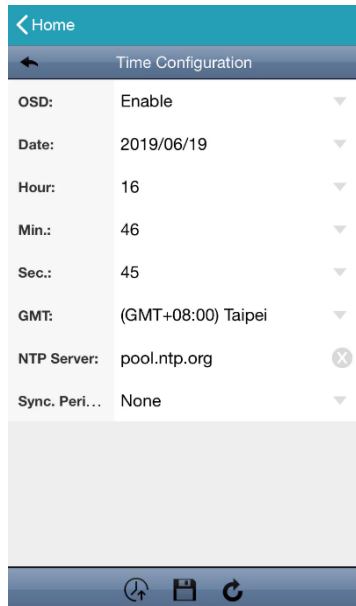 Home
Time Configuration
OSD: Enable
Date: 2019/06/19
Hour: 16
Min.: 46
Sec.: 45
GMT: (GMT+08:00) Taipei
NTP Server: pool.ntp.org
Sync. Peri... None